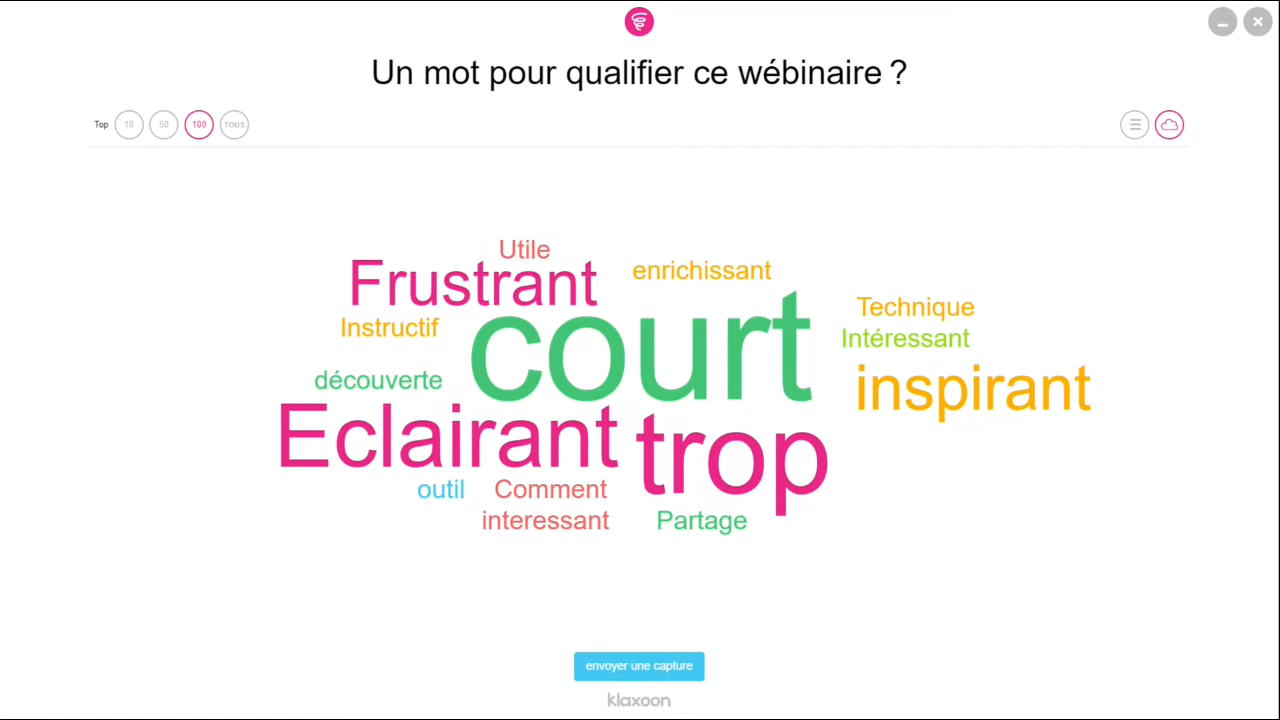 Un mot pour qualifier ce wébinaire ?
Top 10 50 100 TOUS
Utile
enrichissant
Frustrant
Technique
Instructif
Intéressant
court
découverte
inspirant
Eclairant
trop
outil
Comment
interessant
Partage
envoyer une capture
klaxoon